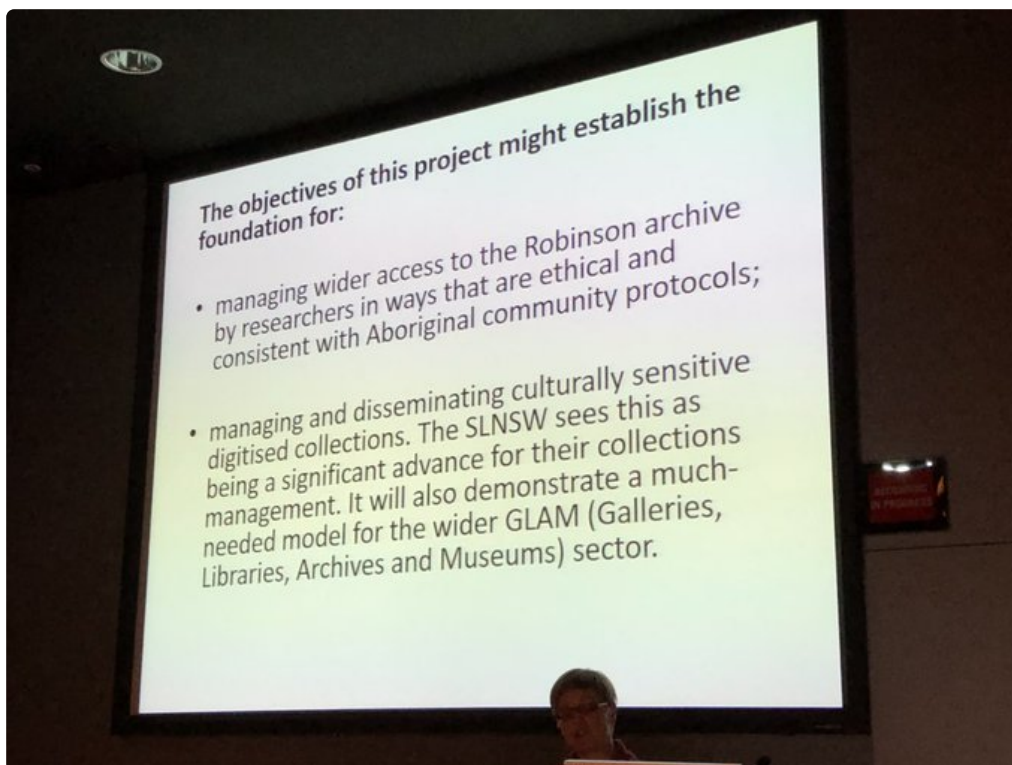 The objectives of this project might establish the
foundation for:
• managing wider access to the Robinson archive
by researchers in ways that are ethical and
consistent with Aboriginal community protocols;
• managing and disseminating culturally sensitive
digitised collections. The SLNSW sees this as
being a significant advance for their collections
management. It will also demonstrate a much-
needed model for the wider GLAM (Galleries,
Libraries, Archives and Museums) sector.
IN PROGRESS